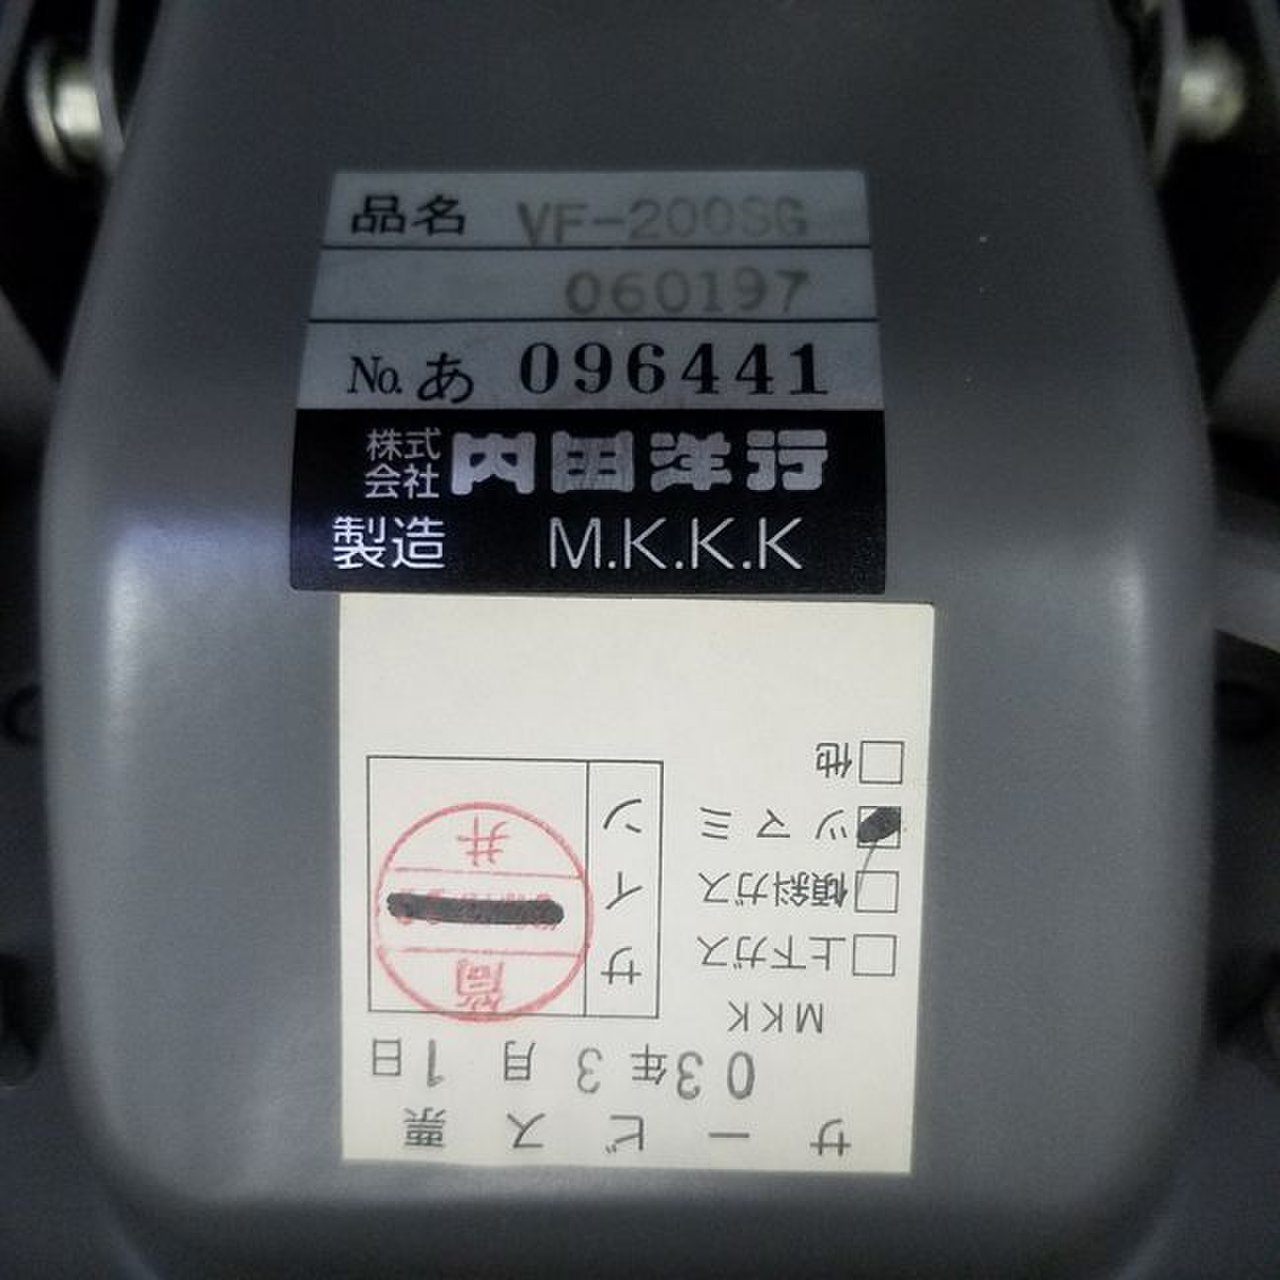 品名 VF-200SG
060197
No. あ 096441
株式会社 内田洋行
製造 M.K.K.K
サービス票
03年3月1日
MKK
上下ガス
傾斜ガス
ツマミ
他
サイン
筒
井